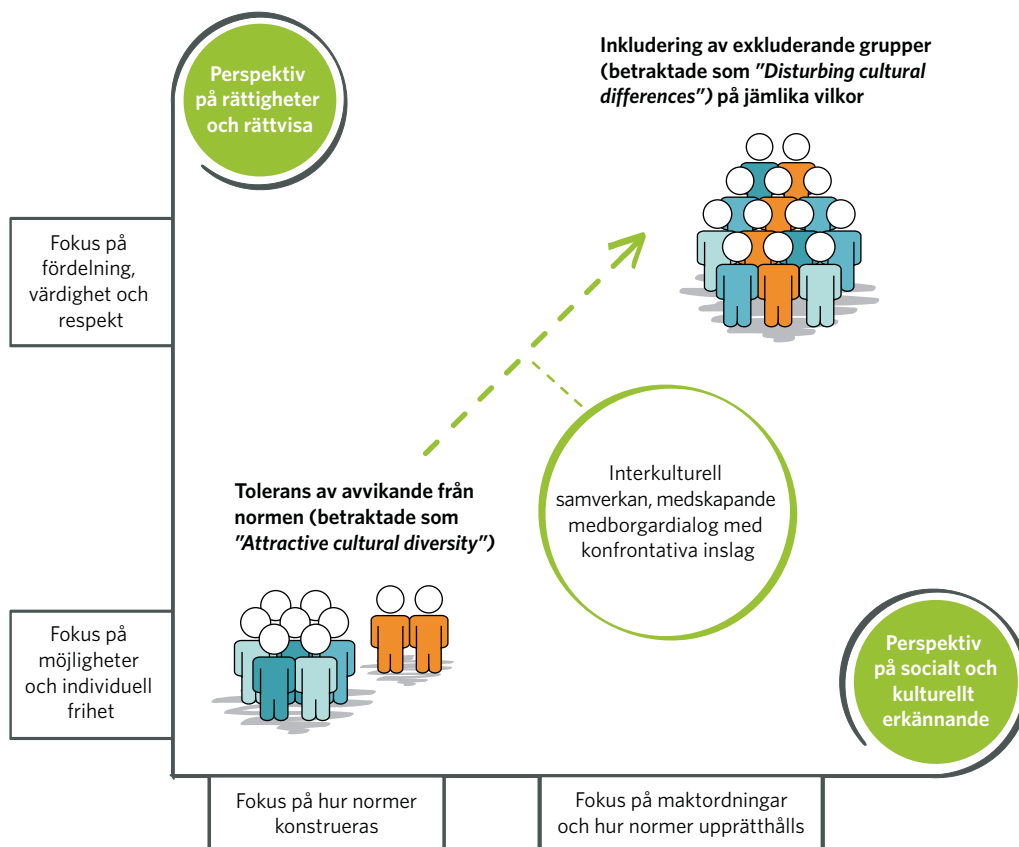 Perspektiv
på rättigheter
och rättvisa
Inkludering av exkluderande grupper
(betraktade som ”Disturbing cultural
differences”) på jämlika vilkor
Fokus på
fördelning,
värdighet och
respekt
Interkulturell
samverkan, medskapande
medborgardialog med
konfrontativa inslag
Tolerans av avvikande från
normen (betraktade som
”Attractive cultural diversity”)
Fokus på
möjligheter
och individuell
frihet
Perspektiv
på socialt och
kulturellt
erkännande
Fokus på hur normer
konstrueras
Fokus på maktordningar
och hur normer upprätthålls